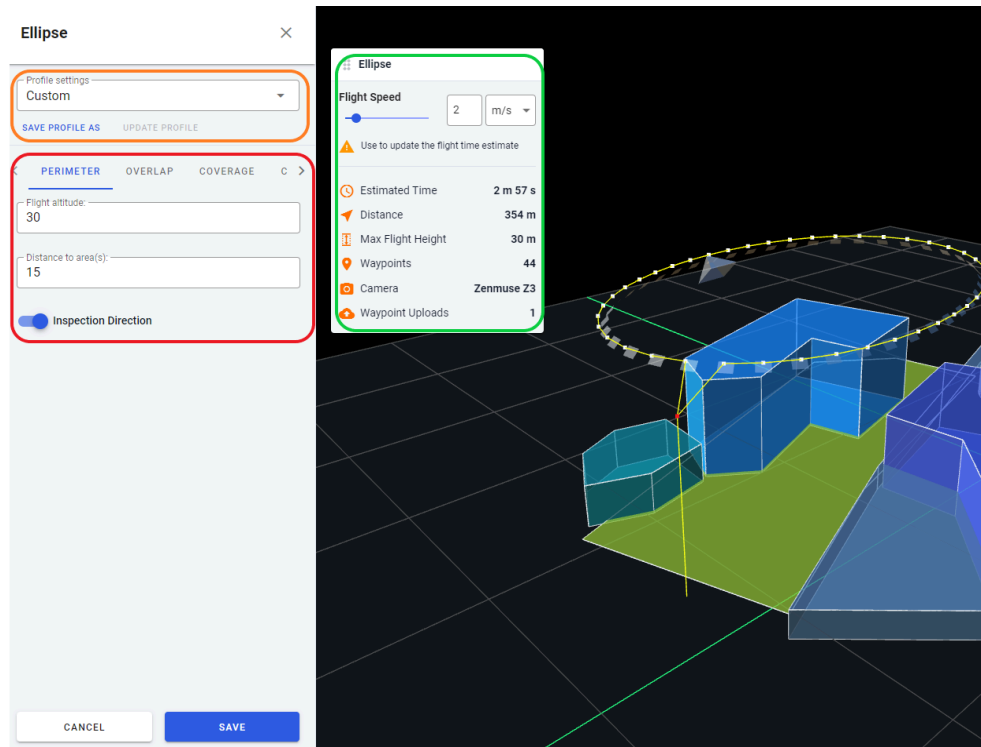 Ellipse
Profile settings
Custom
SAVE PROFILE AS UPDATE PROFILE
PERIMETER OVERLAP COVERAGE C
Flight altitude:
30
Distance to area(s):
15
Inspection Direction
CANCEL SAVE
Ellipse
Flight Speed
2 m/s
Use to update the flight time estimate
Estimated Time 2 m 57 s
Distance 354 m
Max Flight Height 30 m
Waypoints 44
Camera Zenmuse Z3
Waypoint Uploads 1